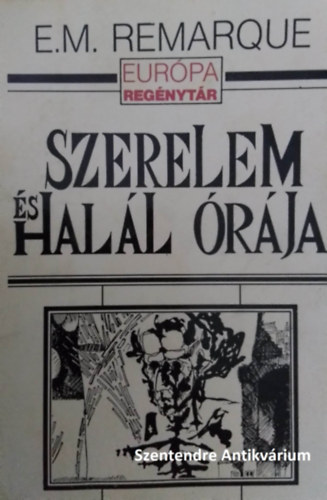 E.M. REMARQUE
EURÓPA
REGÉNYTÁR
SZERELEM
ÉS HALÁL ÓRÁJA
Szentendre Antikvárium